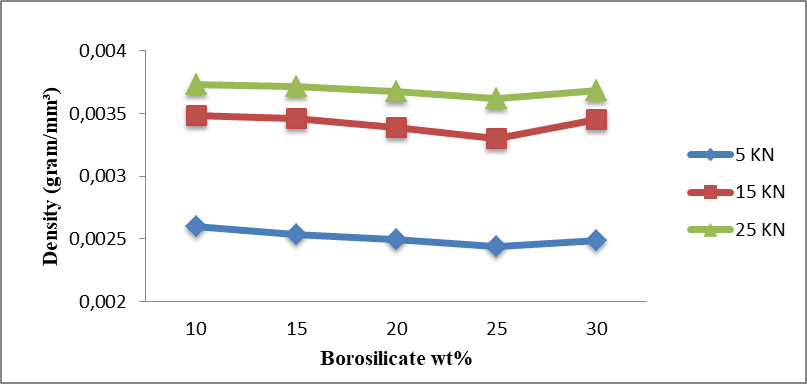 0,004
0,0035
0,003
0,0025
0,002
Density (gram/mm³)
10 15 20 25 30
Borosilicate wt%
5 KN
15 KN
25 KN